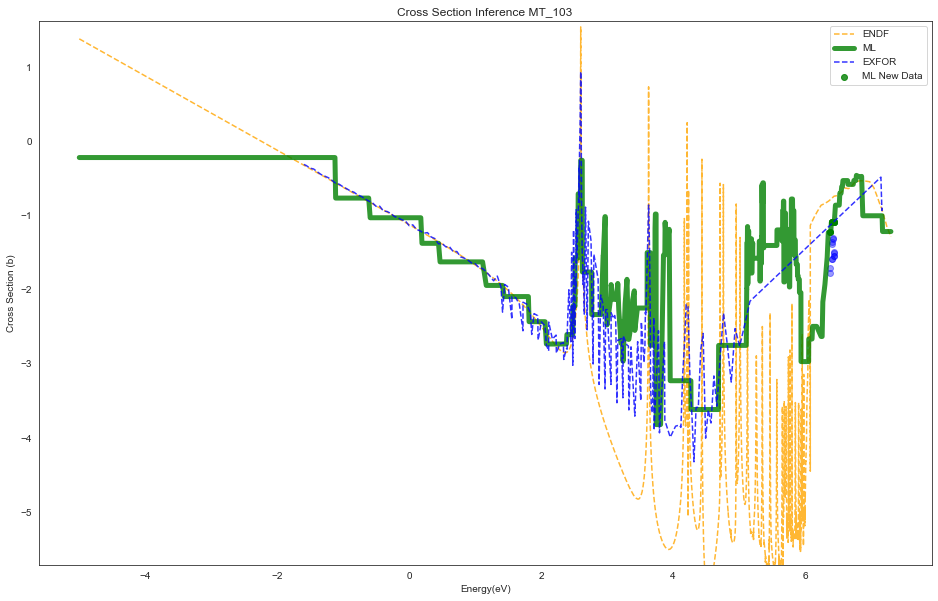 Cross Section Inference MT_103
ENDF
ML
EXFOR
ML New Data
Cross Section (b)
1
0
−1
−2
−3
−4
−5
−4
−2
0
2
4
6
Energy(eV)